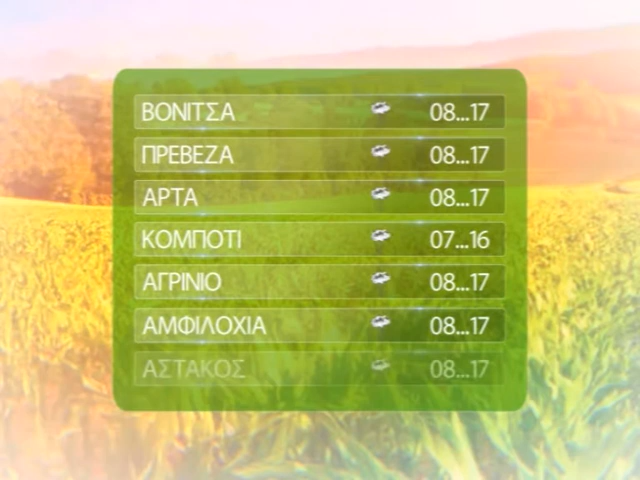 ΒΟΝΙΤΣΑ 08...17
ΠΡΕΒΕΖΑ 08...17
ΑΡΤΑ 08...17
ΚΟΜΠΟΤΙ 07...16
ΑΓΡΙΝΙΟ 08...17
ΑΜΦΙΛΟΧΙΑ 08...17
ΑΣΤΑΚΟΣ 08...17